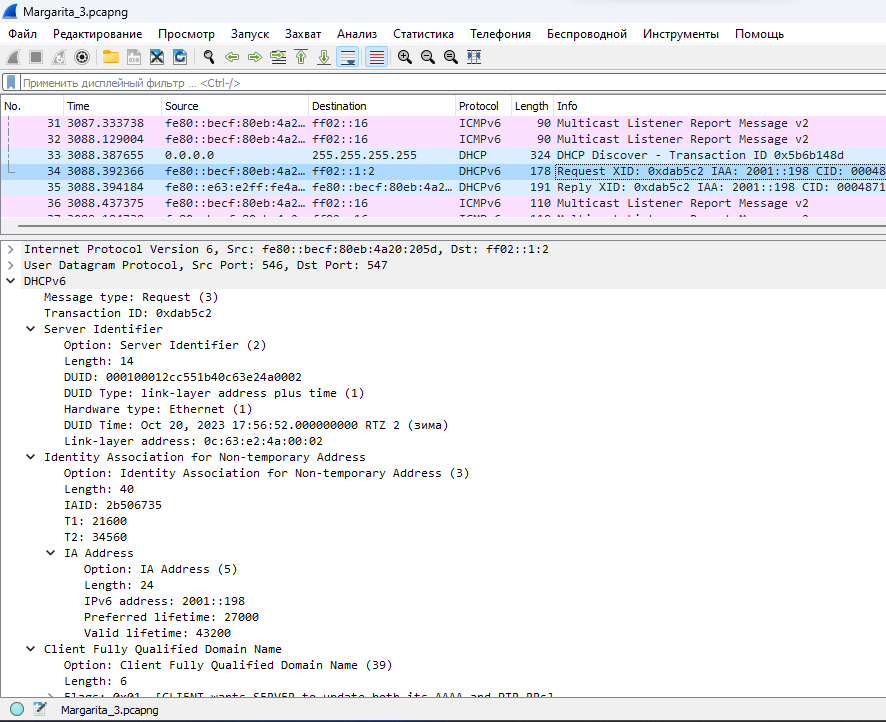 Margarita_3.pcapng
Файл Редактирование Просмотр Запуск Захват Анализ Статистика Телефония Беспроводной Инструменты Помощь
Применить дисплейный фильтр ... <Ctrl-/>
No. Time Source Destination Protocol Length Info
31 3087.333738 fe80::becf:80eb:4a2… ff02::16 ICMPv6 90 Multicast Listener Report Message v2
32 3088.129004 fe80::becf:80eb:4a2… ff02::16 ICMPv6 90 Multicast Listener Report Message v2
33 3088.387655 0.0.0.0 255.255.255.255 DHCP 324 DHCP Discover - Transaction ID 0x5b6b148d
34 3088.392366 fe80::becf:80eb:4a2… ff02::1:2 DHCPv6 178 Request XID: 0xdab5c2 IAA: 2001::198 CID: 00048
35 3088.394184 fe80::e63:e2ff:fe4a… fe80::becf:80eb:4a2… DHCPv6 191 Reply XID: 0xdab5c2 IAA: 2001::198 CID: 0004871
36 3088.437375 fe80::becf:80eb:4a2… ff02::16 ICMPv6 110 Multicast Listener Report Message v2
Internet Protocol Version 6, Src: fe80::becf:80eb:4a20:205d, Dst: ff02::1:2
User Datagram Protocol, Src Port: 546, Dst Port: 547
DHCPv6
Message type: Request (3)
Transaction ID: 0xdab5c2
Server Identifier
Option: Server Identifier (2)
Length: 14
DUID: 000100012cc551b40c63e24a0002
DUID Type: link-layer address plus time (1)
Hardware type: Ethernet (1)
DUID Time: Oct 20, 2023 17:56:52.000000000 RTZ 2 (зима)
Link-layer address: 0c:63:e2:4a:00:02
Identity Association for Non-temporary Address
Option: Identity Association for Non-temporary Address (3)
Length: 40
IAID: 2b506735
T1: 21600
T2: 34560
IA Address
Option: IA Address (5)
Length: 24
IPv6 address: 2001::198
Preferred lifetime: 27000
Valid lifetime: 43200
Client Fully Qualified Domain Name
Option: Client Fully Qualified Domain Name (39)
Length: 6
Flags: 0x01, [CLIENT wants SERVER to update both its AAAA and PTR RRs]
Margarita_3.pcapng